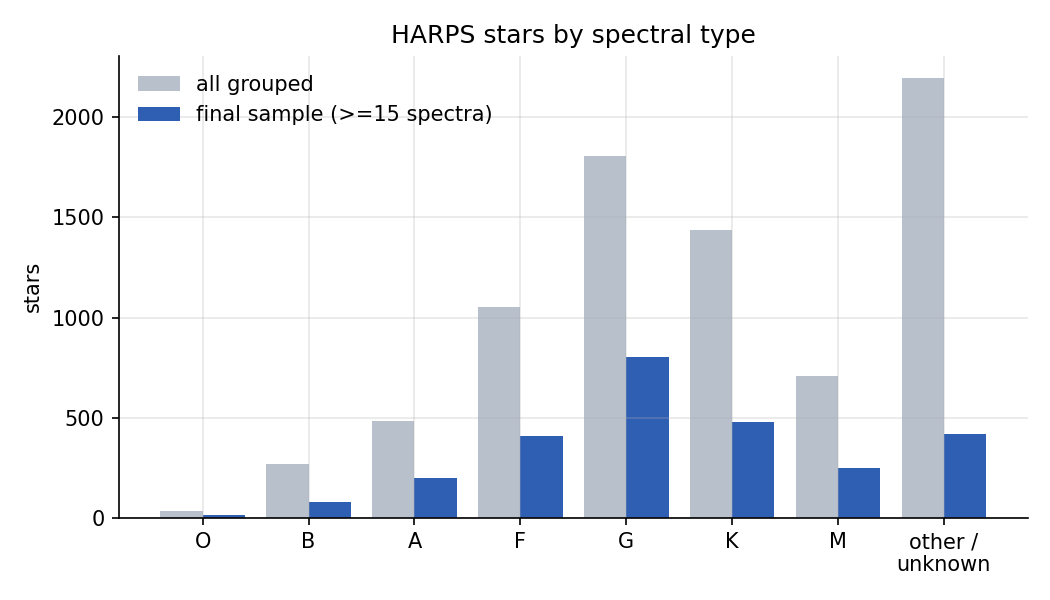 HARPS stars by spectral type
all grouped
final sample (>=15 spectra)
stars
2000
1500
1000
500
0
O
B
A
F
G
K
M
other /
unknown